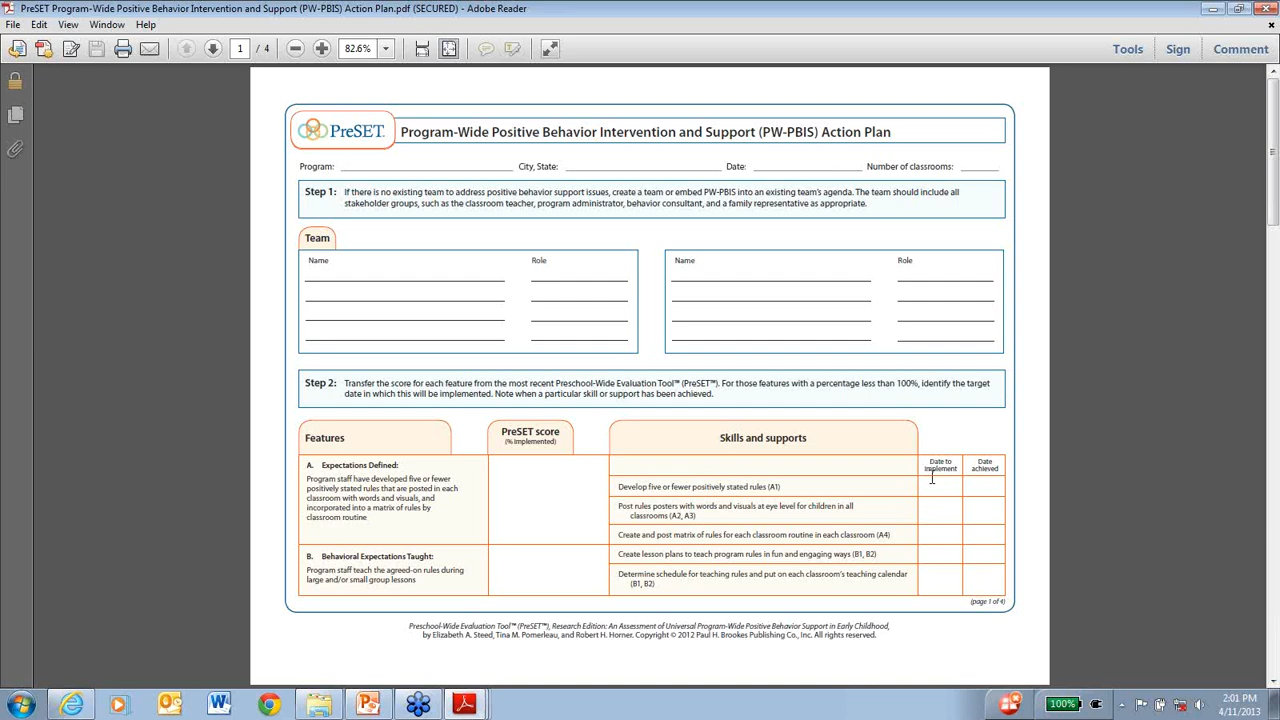 PreSET Program-Wide Positive Behavior Intervention and Support (PW-PBIS) Action Plan.pdf (SECURED) - Adobe Reader
File Edit View Window Help
1 / 4 82.6% Tools Sign Comment
PreSET™ Program-Wide Positive Behavior Intervention and Support (PW-PBIS) Action Plan
Program: City, State: Date: Number of classrooms:
Step 1: If there is no existing team to address positive behavior support issues, create a team or embed PW-PBIS into an existing team's agenda. The team should include all
stakeholder groups, such as the classroom teacher, program administrator, behavior consultant, and a family representative as appropriate.
Team
Name Role Name Role
Step 2: Transfer the score for each feature from the most recent Preschool-Wide Evaluation Tool™ (PreSET™). For those features with a percentage less than 100%, identify the target
date in which this will be implemented. Note when a particular skill or support has been achieved.
Features
PreSET score
(% implemented)
Skills and supports
Date to
implement
Date
achieved
A. Expectations Defined:
Program staff have developed five or fewer
positively stated rules that are posted in each
classroom with words and visuals, and
incorporated into a matrix of rules by
classroom routine
Develop five or fewer positively stated rules (A1)
Post rules posters with words and visuals at eye level for children in all
classrooms (A2, A3)
Create and post matrix of rules for each classroom routine in each classroom (A4)
B. Behavioral Expectations Taught:
Program staff teach the agreed-on rules during
large and/or small group lessons
Create lesson plans to teach program rules in fun and engaging ways (B1, B2)
Determine schedule for teaching rules and put on each classroom's teaching calendar
(B1, B2)
(page 1 of 4)
Preschool-Wide Evaluation Tool™ (PreSET™), Research Edition: An Assessment of Universal Program-Wide Positive Behavior Support in Early Childhood,
by Elizabeth A. Steed, Tina M. Pomerleau, and Robert H. Horner. Copyright © 2012 Paul H. Brookes Publishing Co., Inc. All rights reserved.
100%
2:01 PM
4/11/2013